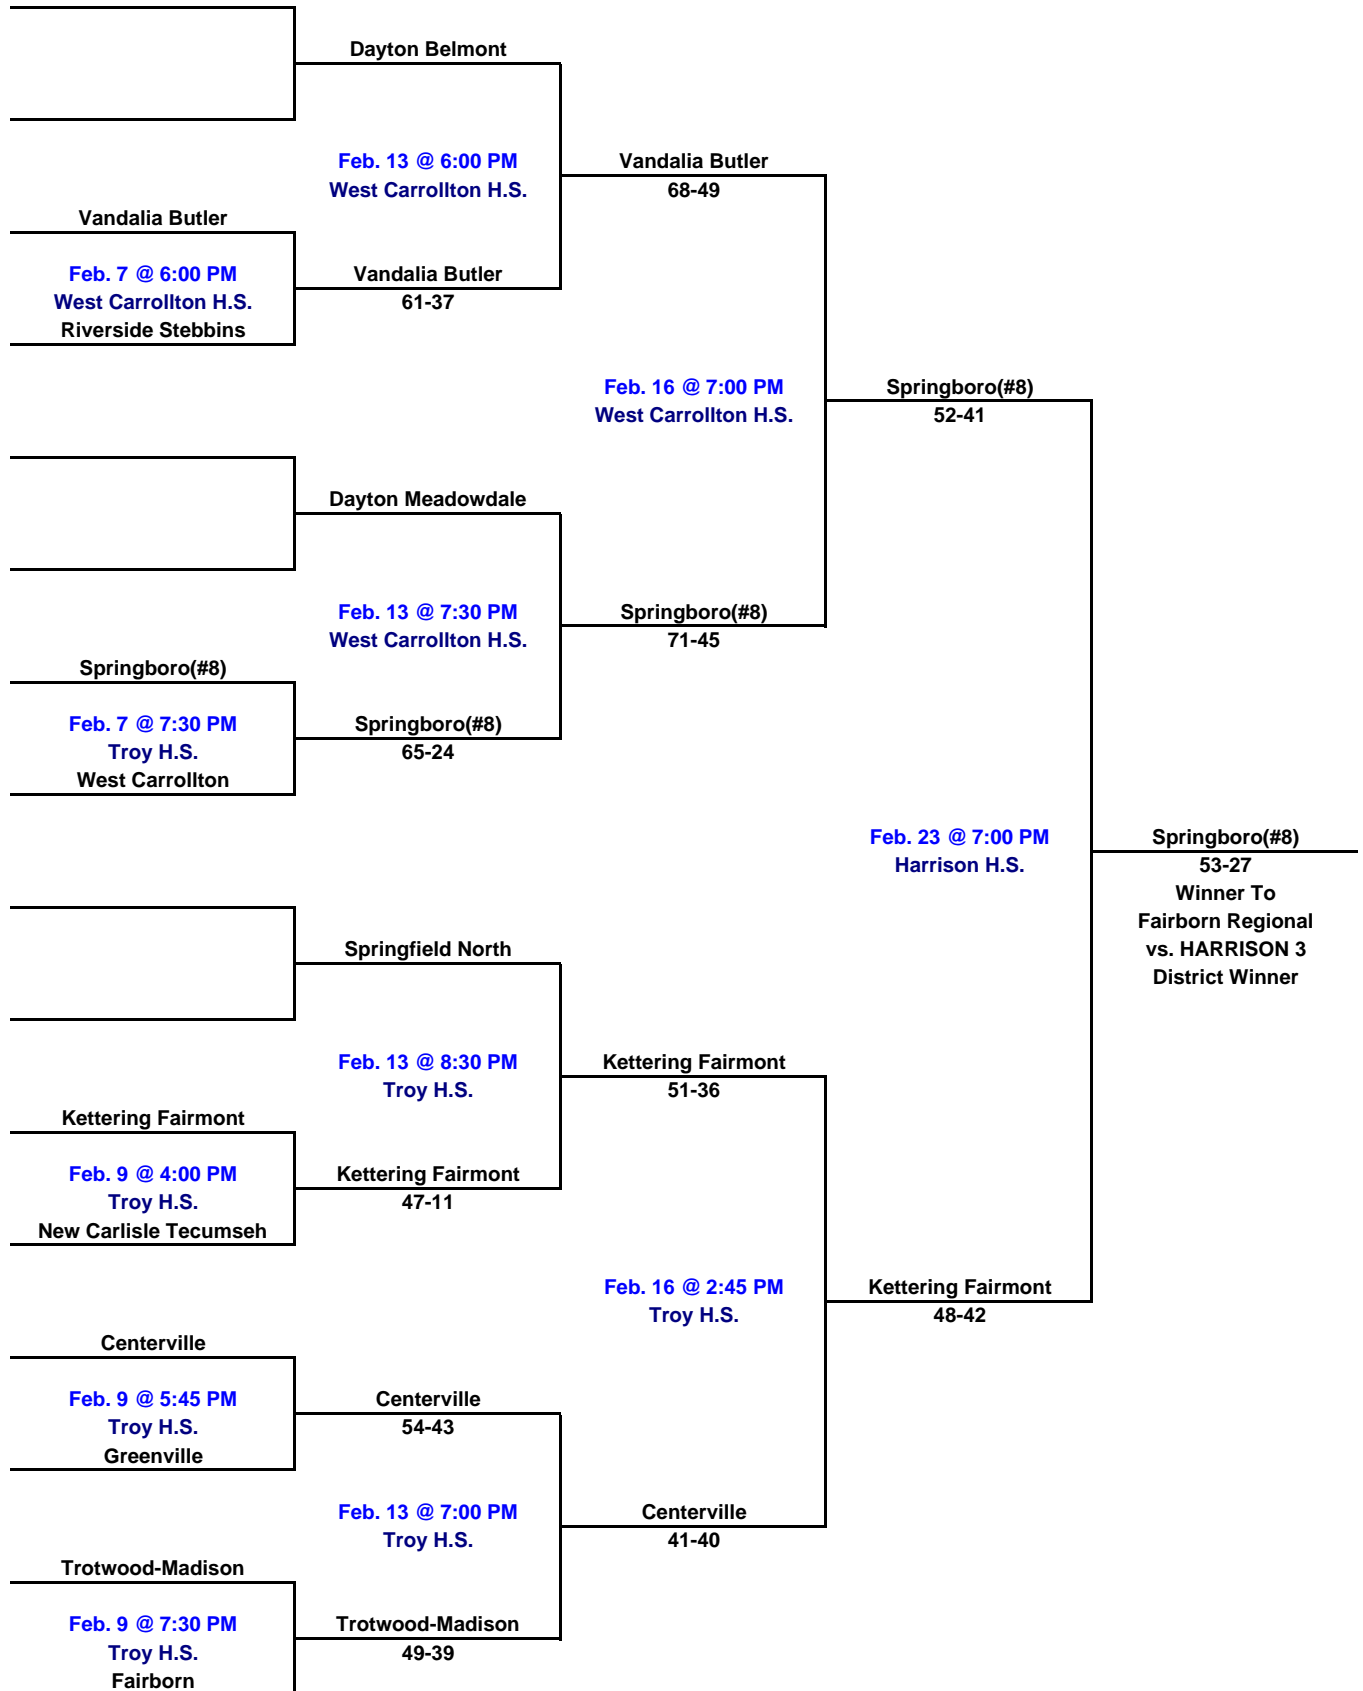 Dayton Belmont
Feb. 13 @ 6:00 PM
West Carrollton H.S.
Vandalia Butler
68-49
Vandalia Butler
Feb. 7 @ 6:00 PM
West Carrollton H.S.
Riverside Stebbins
Vandalia Butler
61-37
Feb. 16 @ 7:00 PM
West Carrollton H.S.
Springboro(#8)
52-41
Dayton Meadowdale
Feb. 13 @ 7:30 PM
West Carrollton H.S.
Springboro(#8)
71-45
Springboro(#8)
Feb. 7 @ 7:30 PM
Troy H.S.
West Carrollton
Springboro(#8)
65-24
Feb. 23 @ 7:00 PM
Harrison H.S.
Springboro(#8)
53-27
Winner To
Fairborn Regional
vs. HARRISON 3
District Winner
Springfield North
Feb. 13 @ 8:30 PM
Troy H.S.
Kettering Fairmont
51-36
Kettering Fairmont
Feb. 9 @ 4:00 PM
Troy H.S.
New Carlisle Tecumseh
Kettering Fairmont
47-11
Feb. 16 @ 2:45 PM
Troy H.S.
Kettering Fairmont
48-42
Centerville
Feb. 9 @ 5:45 PM
Troy H.S.
Greenville
Centerville
54-43
Feb. 13 @ 7:00 PM
Troy H.S.
Centerville
41-40
Trotwood-Madison
Feb. 9 @ 7:30 PM
Troy H.S.
Fairborn
Trotwood-Madison
49-39